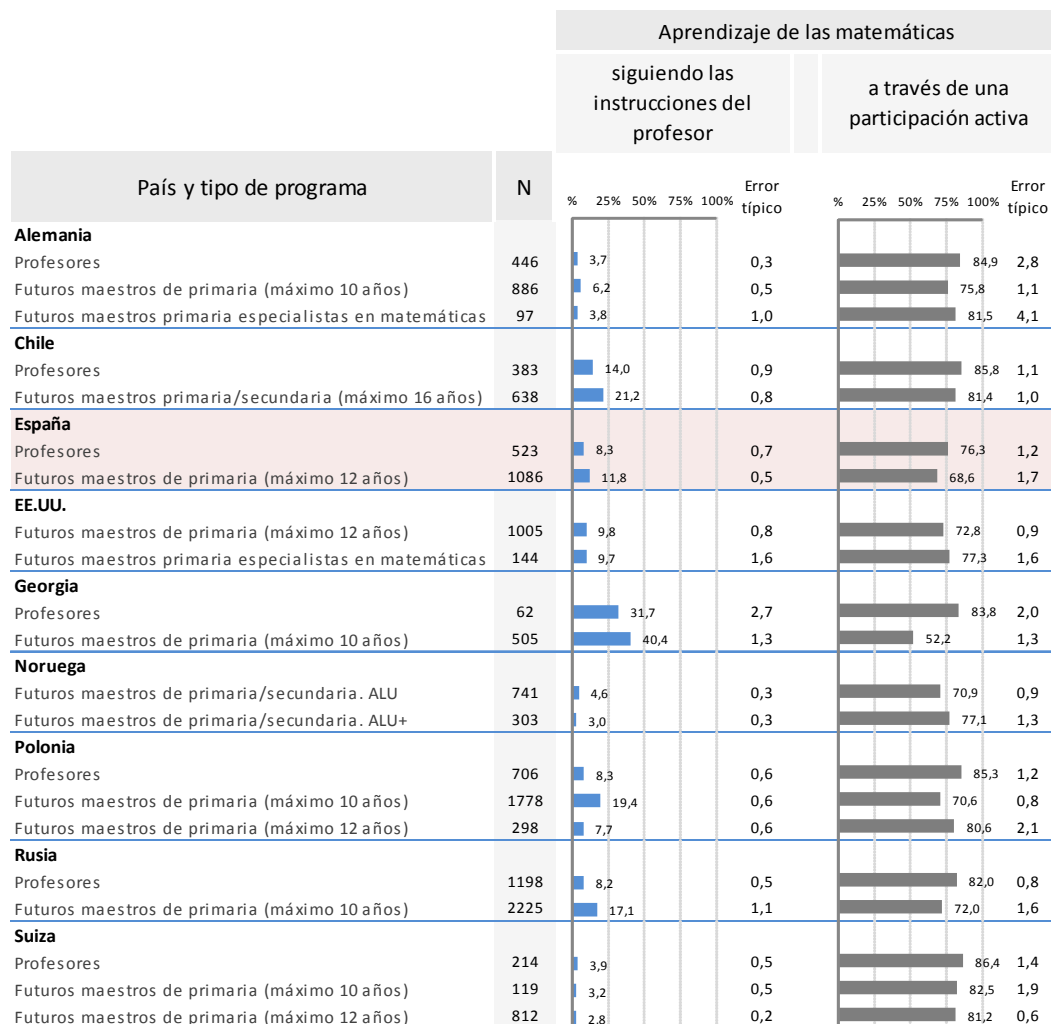 Aprendizaje de las matemáticas
siguiendo las
instrucciones del
profesor
a través de una
participación activa
País y tipo de programa N
% 25% 50% 75% 100% Error típico % 25% 50% 75% 100% Error típico
Alemania
Profesores 446 3,7 0,3 84,9 2,8
Futuros maestros de primaria (máximo 10 años) 886 6,2 0,5 75,8 1,1
Futuros maestros primaria especialistas en matemáticas 97 3,8 1,0 81,5 4,1
Chile
Profesores 383 14,0 0,9 85,8 1,1
Futuros maestros primaria/secundaria (máximo 16 años) 638 21,2 0,8 81,4 1,0
España
Profesores 523 8,3 0,7 76,3 1,2
Futuros maestros de primaria (máximo 12 años) 1086 11,8 0,5 68,6 1,7
EE.UU.
Futuros maestros de primaria (máximo 12 años) 1005 9,8 0,8 72,8 0,9
Futuros maestros primaria especialistas en matemáticas 144 9,7 1,6 77,3 1,6
Georgia
Profesores 62 31,7 2,7 83,8 2,0
Futuros maestros de primaria (máximo 10 años) 505 40,4 1,3 52,2 1,3
Noruega
Futuros maestros de primaria/secundaria. ALU 741 4,6 0,3 70,9 0,9
Futuros maestros de primaria/secundaria. ALU+ 303 3,0 0,3 77,1 1,3
Polonia
Profesores 706 8,3 0,6 85,3 1,2
Futuros maestros de primaria (máximo 10 años) 1778 19,4 0,6 70,6 0,8
Futuros maestros de primaria (máximo 12 años) 298 7,7 0,6 80,6 2,1
Rusia
Profesores 1198 8,2 0,5 82,0 0,8
Futuros maestros de primaria (máximo 10 años) 2225 17,1 1,1 72,0 1,6
Suiza
Profesores 214 3,9 0,5 86,4 1,4
Futuros maestros de primaria (máximo 10 años) 119 3,2 0,5 82,5 1,9
Futuros maestros de primaria (máximo 12 años) 812 2,8 0,2 81,2 0,6